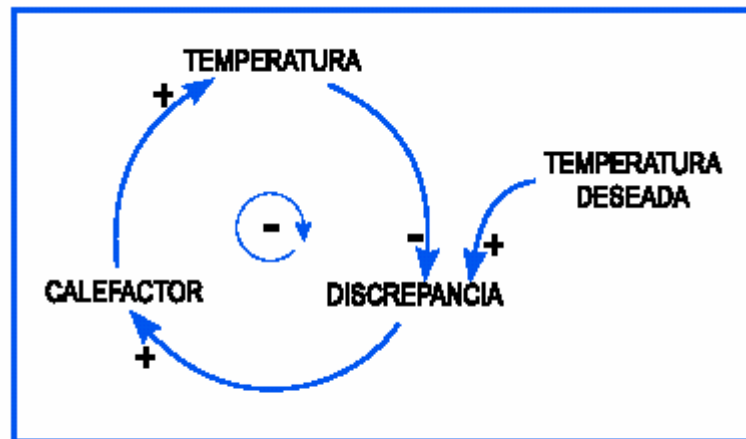 TEMPERATURA
+
TEMPERATURA
DESEADA
-
-
+
CALEFACTOR
DISCREPANCIA
+